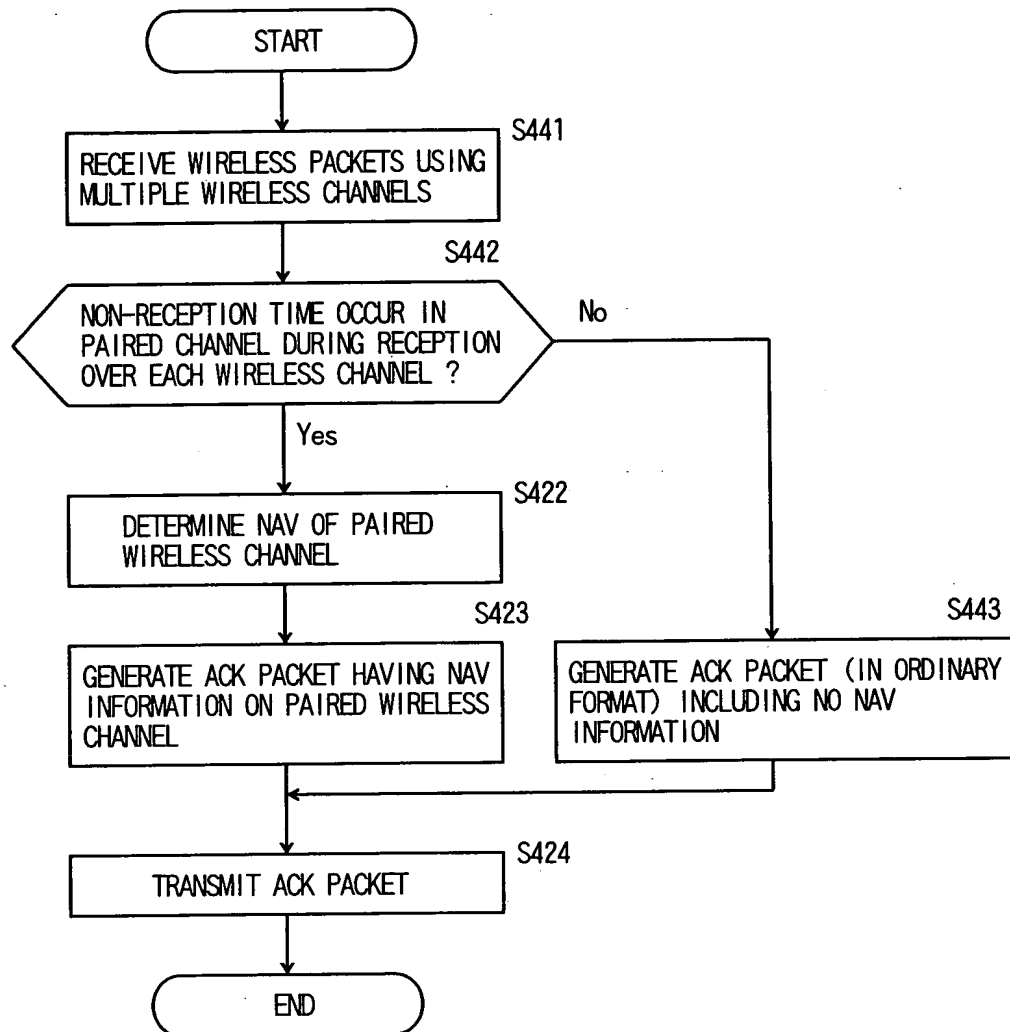 START
S441
RECEIVE WIRELESS PACKETS USING
MULTIPLE WIRELESS CHANNELS
S442
NON-RECEPTION TIME OCCUR IN
PAIRED CHANNEL DURING RECEPTION
OVER EACH WIRELESS CHANNEL ?
No
Yes
S422
DETERMINE NAV OF PAIRED
WIRELESS CHANNEL
S423
GENERATE ACK PACKET HAVING NAV
INFORMATION ON PAIRED WIRELESS
CHANNEL
S443
GENERATE ACK PACKET (IN ORDINARY
FORMAT) INCLUDING NO NAV
INFORMATION
S424
TRANSMIT ACK PACKET
END